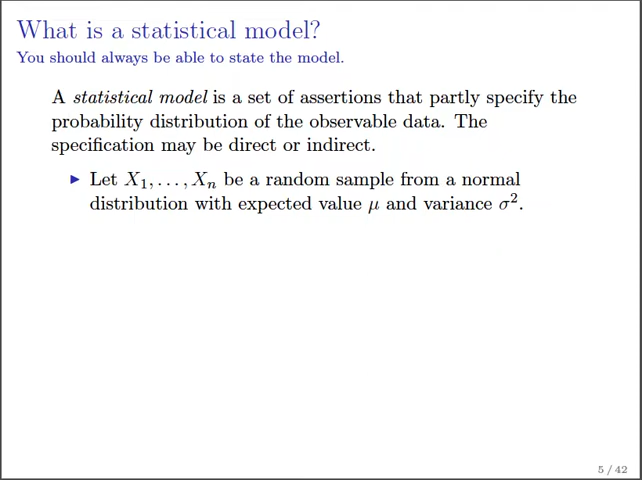 What is a statistical model?
You should always be able to state the model.
A statistical model is a set of assertions that partly specify the
probability distribution of the observable data. The
specification may be direct or indirect.
▶ Let X₁, . . . , Xₙ be a random sample from a normal
distribution with expected value μ and variance σ².
5 / 42